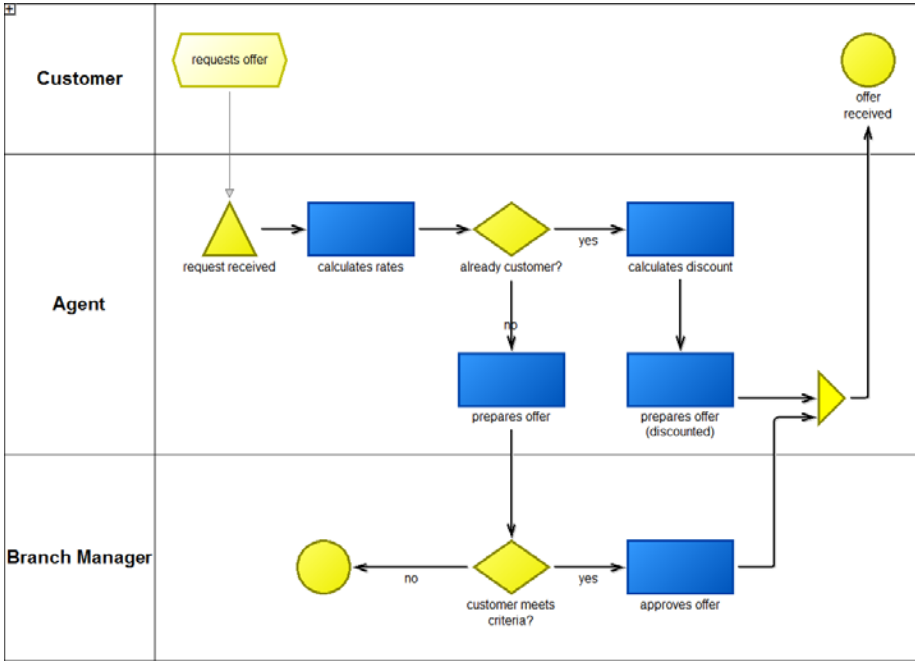 Customer
requests offer
offer
received
Agent
request received
calculates rates
already customer?
yes
calculates discount
no
prepares offer
prepares offer
(discounted)
Branch Manager
no
customer meets
criteria?
yes
approves offer